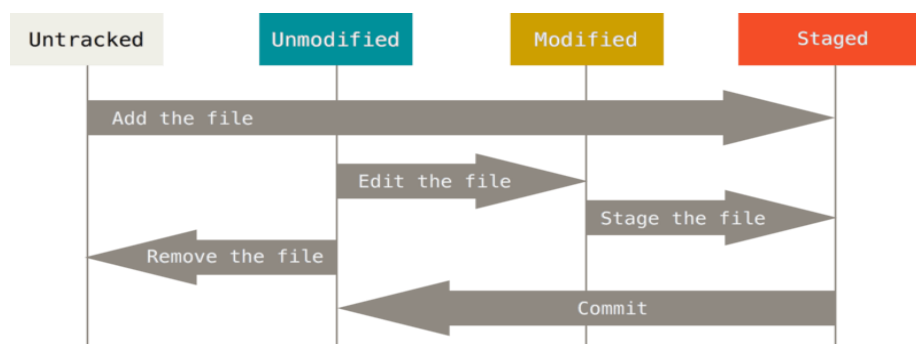 Untracked
Unmodified
Modified
Staged
Add the file
Edit the file
Stage the file
Remove the file
Commit